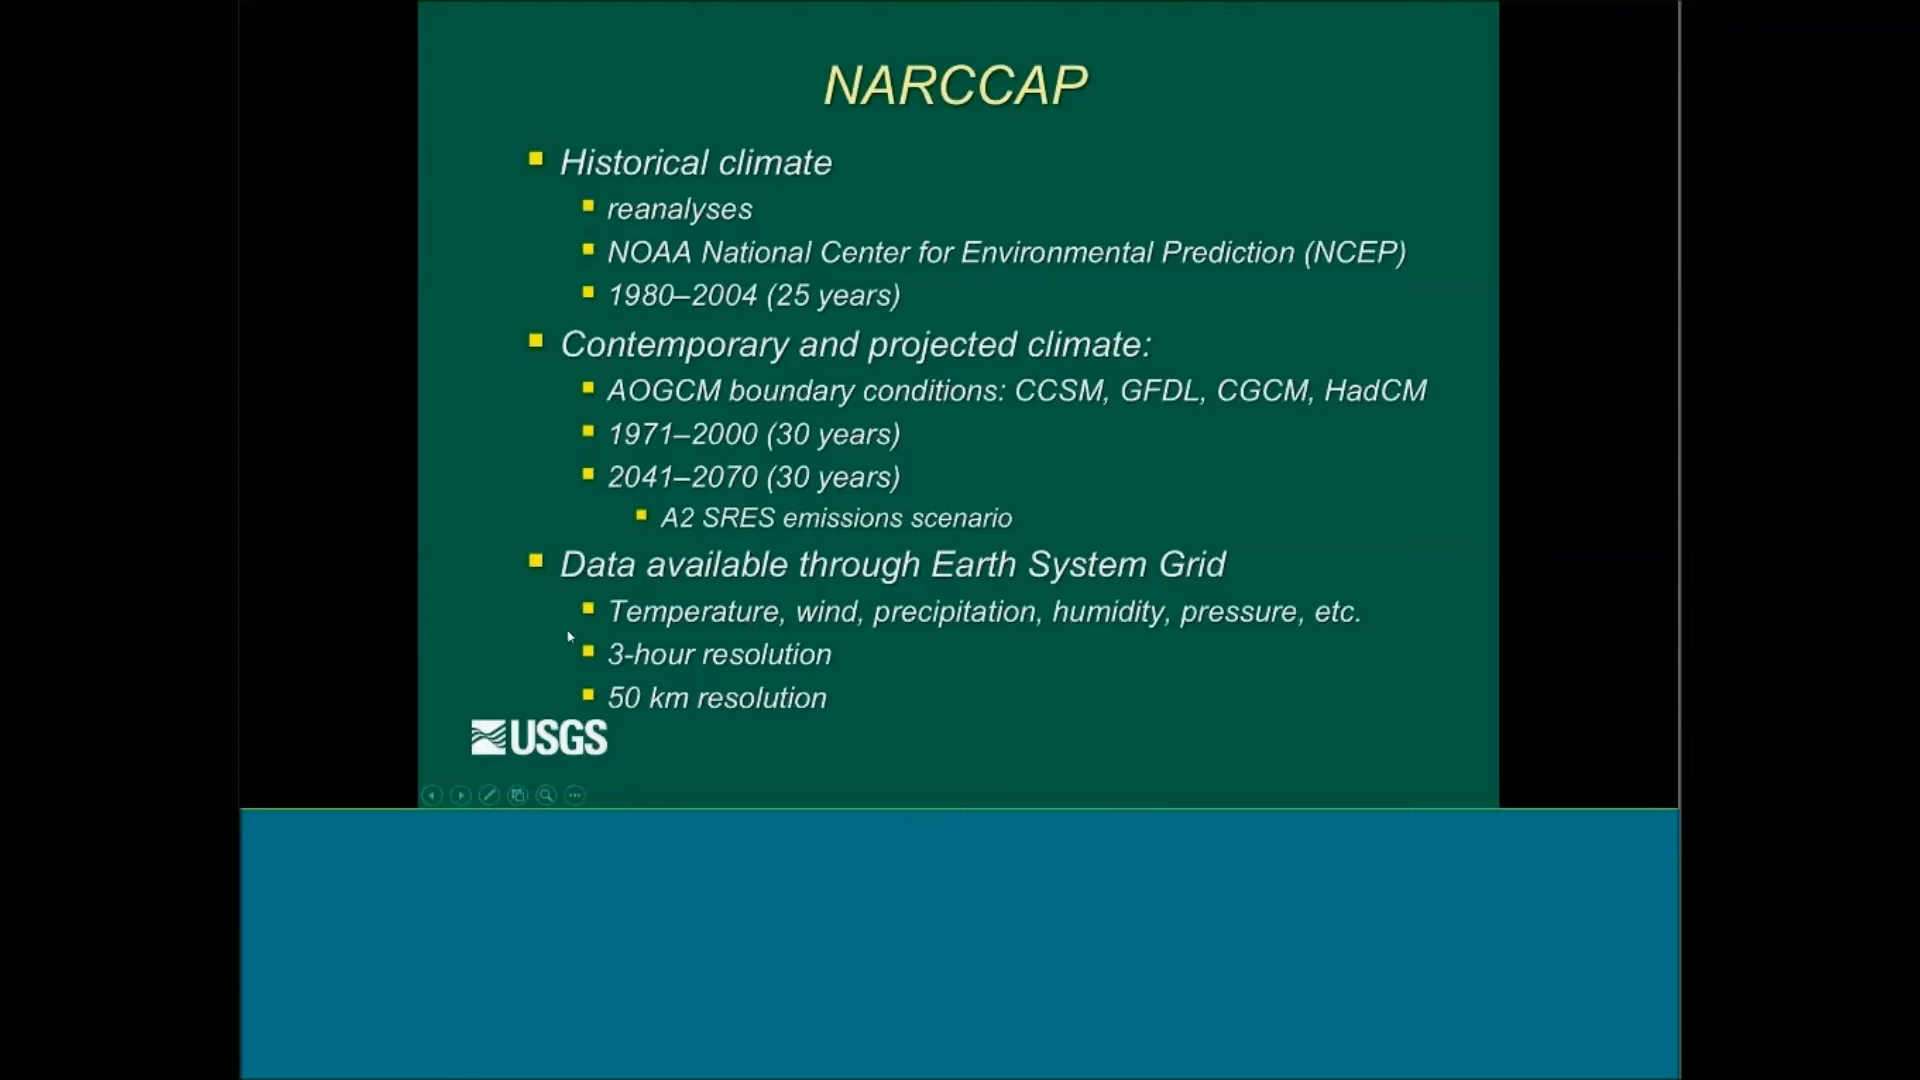 NARCCAP
Historical climate
reanalyses
NOAA National Center for Environmental Prediction (NCEP)
1980–2004 (25 years)
Contemporary and projected climate:
AOGCM boundary conditions: CCSM, GFDL, CGCM, HadCM
1971–2000 (30 years)
2041–2070 (30 years)
A2 SRES emissions scenario
Data available through Earth System Grid
Temperature, wind, precipitation, humidity, pressure, etc.
3-hour resolution
50 km resolution
USGS